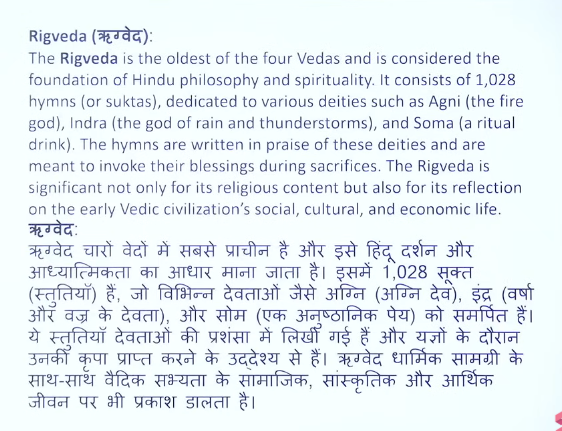 Rigveda (ऋग्वेद):
The Rigveda is the oldest of the four Vedas and is considered the
foundation of Hindu philosophy and spirituality. It consists of 1,028
hymns (or suktas), dedicated to various deities such as Agni (the fire
god), Indra (the god of rain and thunderstorms), and Soma (a ritual
drink). The hymns are written in praise of these deities and are
meant to invoke their blessings during sacrifices. The Rigveda is
significant not only for its religious content but also for its reflection
on the early Vedic civilization's social, cultural, and economic life.
ऋग्वेद:
ऋग्वेद चारों वेदों में सबसे प्राचीन है और इसे हिंदू दर्शन और
आध्यात्मिकता का आधार माना जाता है। इसमें 1,028 सूक्त
(स्तुतियाँ) हैं, जो विभिन्न देवताओं जैसे अग्नि (अग्नि देव), इंद्र (वर्षा
और वज्र के देवता), और सोम (एक अनुष्ठानिक पेय) को समर्पित हैं।
ये स्तुतियाँ देवताओं की प्रशंसा में लिखी गई हैं और यज्ञों के दौरान
उनकी कृपा प्राप्त करने के उद्देश्य से हैं। ऋग्वेद धार्मिक सामग्री के
साथ-साथ वैदिक सभ्यता के सामाजिक, सांस्कृतिक और आर्थिक
जीवन पर भी प्रकाश डालता है।